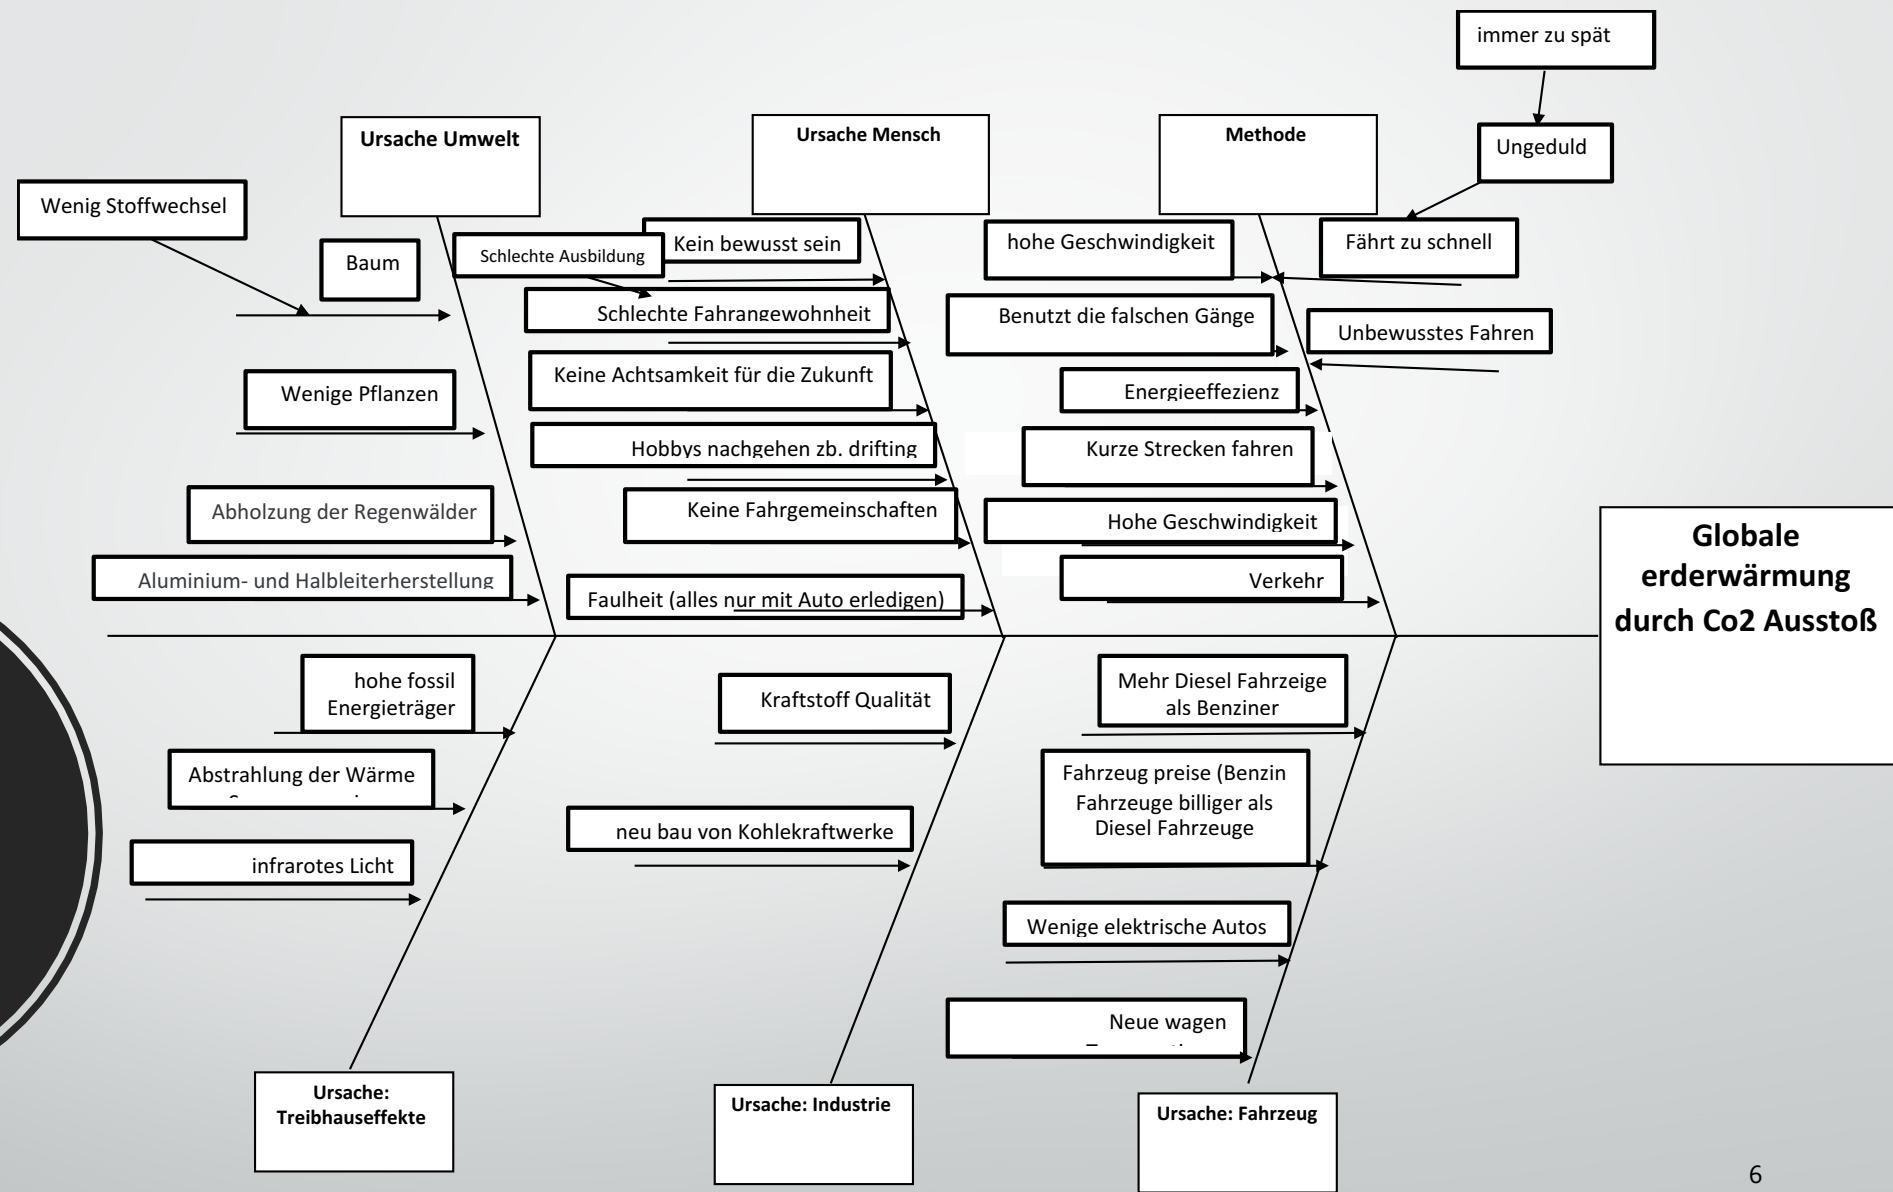 immer zu spät
Ungeduld
Ursache Umwelt
Ursache Mensch
Methode
Wenig Stoffwechsel
Baum
Schlechte Ausbildung
Kein bewusst sein
hohe Geschwindigkeit
Fährt zu schnell
Schlechte Fahrangewohnheit
Benutzt die falschen Gänge
Unbewusstes Fahren
Wenige Pflanzen
Keine Achtsamkeit für die Zukunft
Energieeffezienz
Hobbys nachgehen zb. drifting
Kurze Strecken fahren
Abholzung der Regenwälder
Keine Fahrgemeinschaften
Hohe Geschwindigkeit
Aluminium- und Halbleiterherstellung
Faulheit (alles nur mit Auto erledigen)
Verkehr
Globale
erderwärmung
durch Co2 Ausstoß
hohe fossil
Energieträger
Kraftstoff Qualität
Mehr Diesel Fahrzeige
als Benziner
Abstrahlung der Wärme
Fahrzeug preise (Benzin
Fahrzeuge billiger als
Diesel Fahrzeuge
neu bau von Kohlekraftwerke
infrarotes Licht
Wenige elektrische Autos
Neue wagen
Ursache:
Treibhauseffekte
Ursache: Industrie
Ursache: Fahrzeug
6